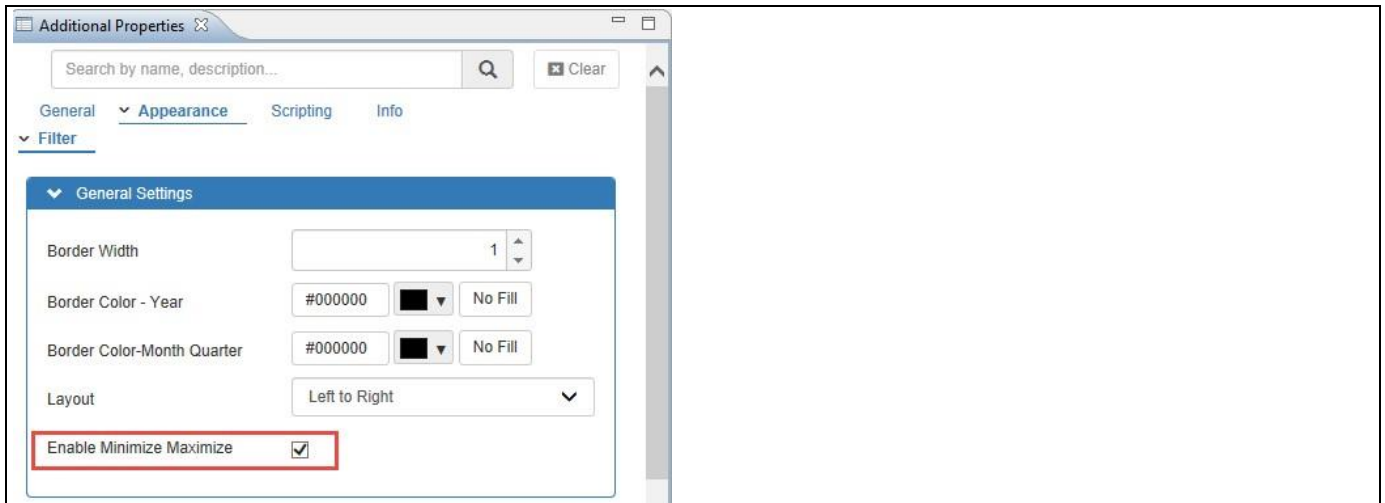 Additional Properties
Search by name, description...
Clear
General Appearance Scripting Info
Filter
General Settings
Border Width 1
Border Color - Year #000000 No Fill
Border Color-Month Quarter #000000 No Fill
Layout Left to Right
Enable Minimize Maximize